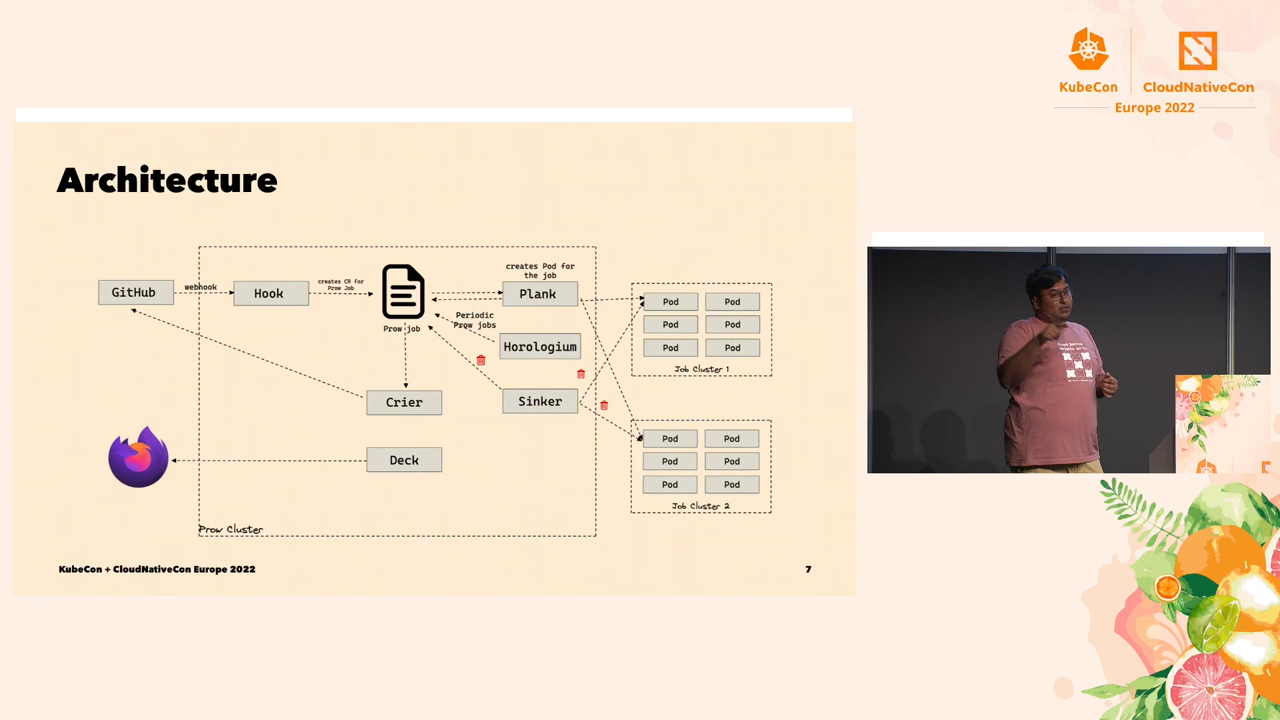 KubeCon
CloudNativeCon
Europe 2022
Architecture
GitHub
webhook
Hook
creates CR for
Prow Job
Prow job
creates Pod for
the job
Plank
Periodic
Prow jobs
Horologium
Sinker
Crier
Deck
Prow Cluster
Pod Pod
Pod Pod
Pod Pod
Job Cluster 1
Pod Pod
Pod Pod
Pod Pod
Job Cluster 2
KubeCon + CloudNativeCon Europe 2022
7